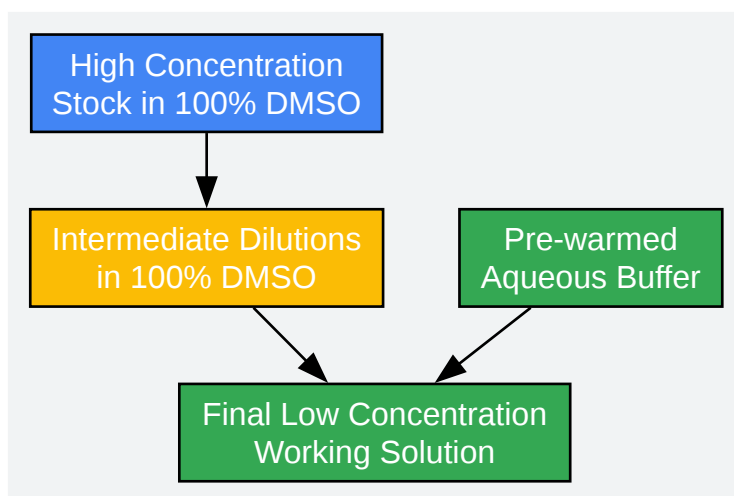 High Concentration
Stock in 100% DMSO
Intermediate Dilutions
in 100% DMSO
Pre-warmed
Aqueous Buffer
Final Low Concentration
Working Solution